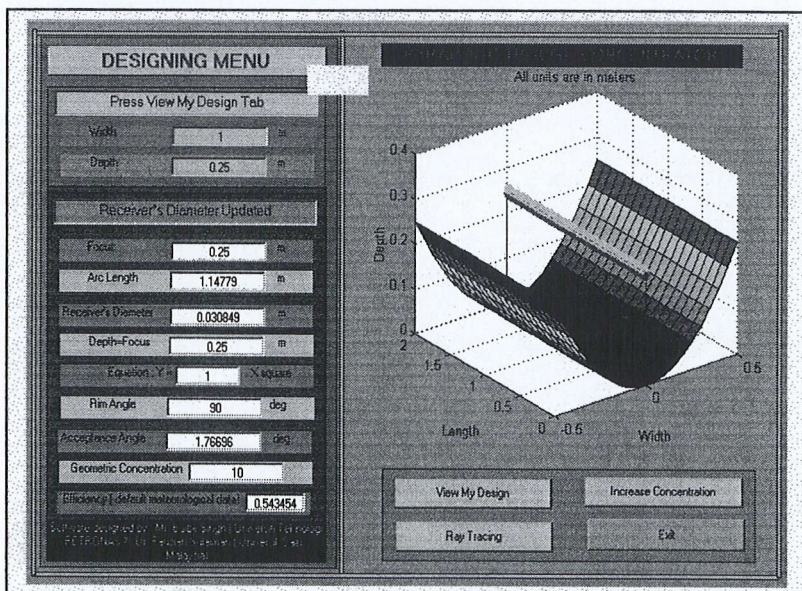 DESIGNING MENU
Press View My Design Tab
Width 1 m
Depth 0.25 m
Receiver's Diameter Updated
Focus 0.25 m
Arc Length 1.14779 m
Receiver's Diameter 0.030849 m
Depth=Focus 0.25 m
Equation : Y = 1 X square
Rim Angle 90 deg
Acceptance Angle 1.76696 deg
Geometric Concentration 10
Efficiency [ default meteorological data] 0.543454
Software designed by
PETRONAS
All units are in meters
0.4
0.3
0.2
0.1
0
Depth
2
1.5
1
0.5
0
Length
-0.5
0
0.5
Width
View My Design
Increase Concentration
Ray Tracing
Exit